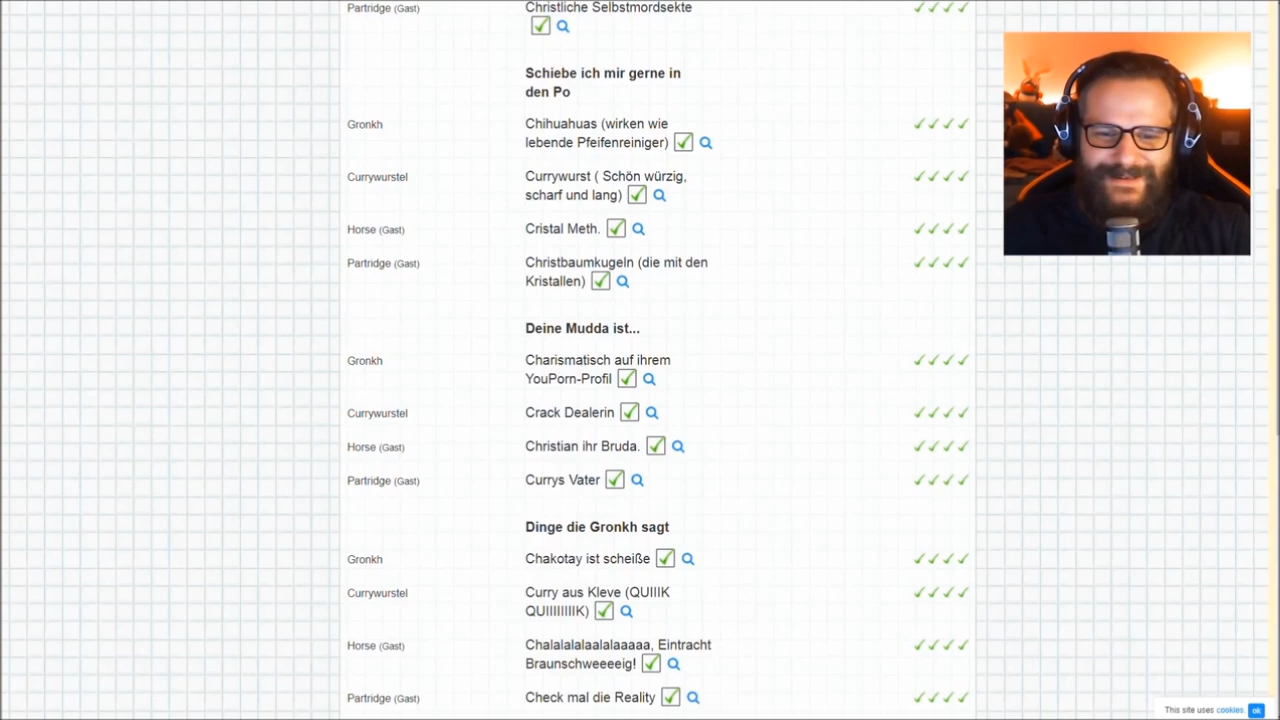 Partridge (Gast) Christliche Selbstmordsekte
Schiebe ich mir gerne in
den Po
Gronkh Chihuahuas (wirken wie
lebende Pfeifenreiniger)
Currywurstel Currywurst ( Schön würzig,
scharf und lang)
Horse (Gast) Cristal Meth.
Partridge (Gast) Christbaumkugeln (die mit den
Kristallen)
Deine Mudda ist...
Gronkh Charismatisch auf ihrem
YouPorn-Profil
Currywurstel Crack Dealerin
Horse (Gast) Christian ihr Bruda.
Partridge (Gast) Currys Vater
Dinge die Gronkh sagt
Gronkh Chakotay ist scheiße
Currywurstel Curry aus Kleve (QUIIIK
QUIIIIIIIIK)
Horse (Gast) Chalalalalaalalaaaaa, Eintracht
Braunschweeeeig!
Partridge (Gast) Check mal die Reality
This site uses cookies. ok